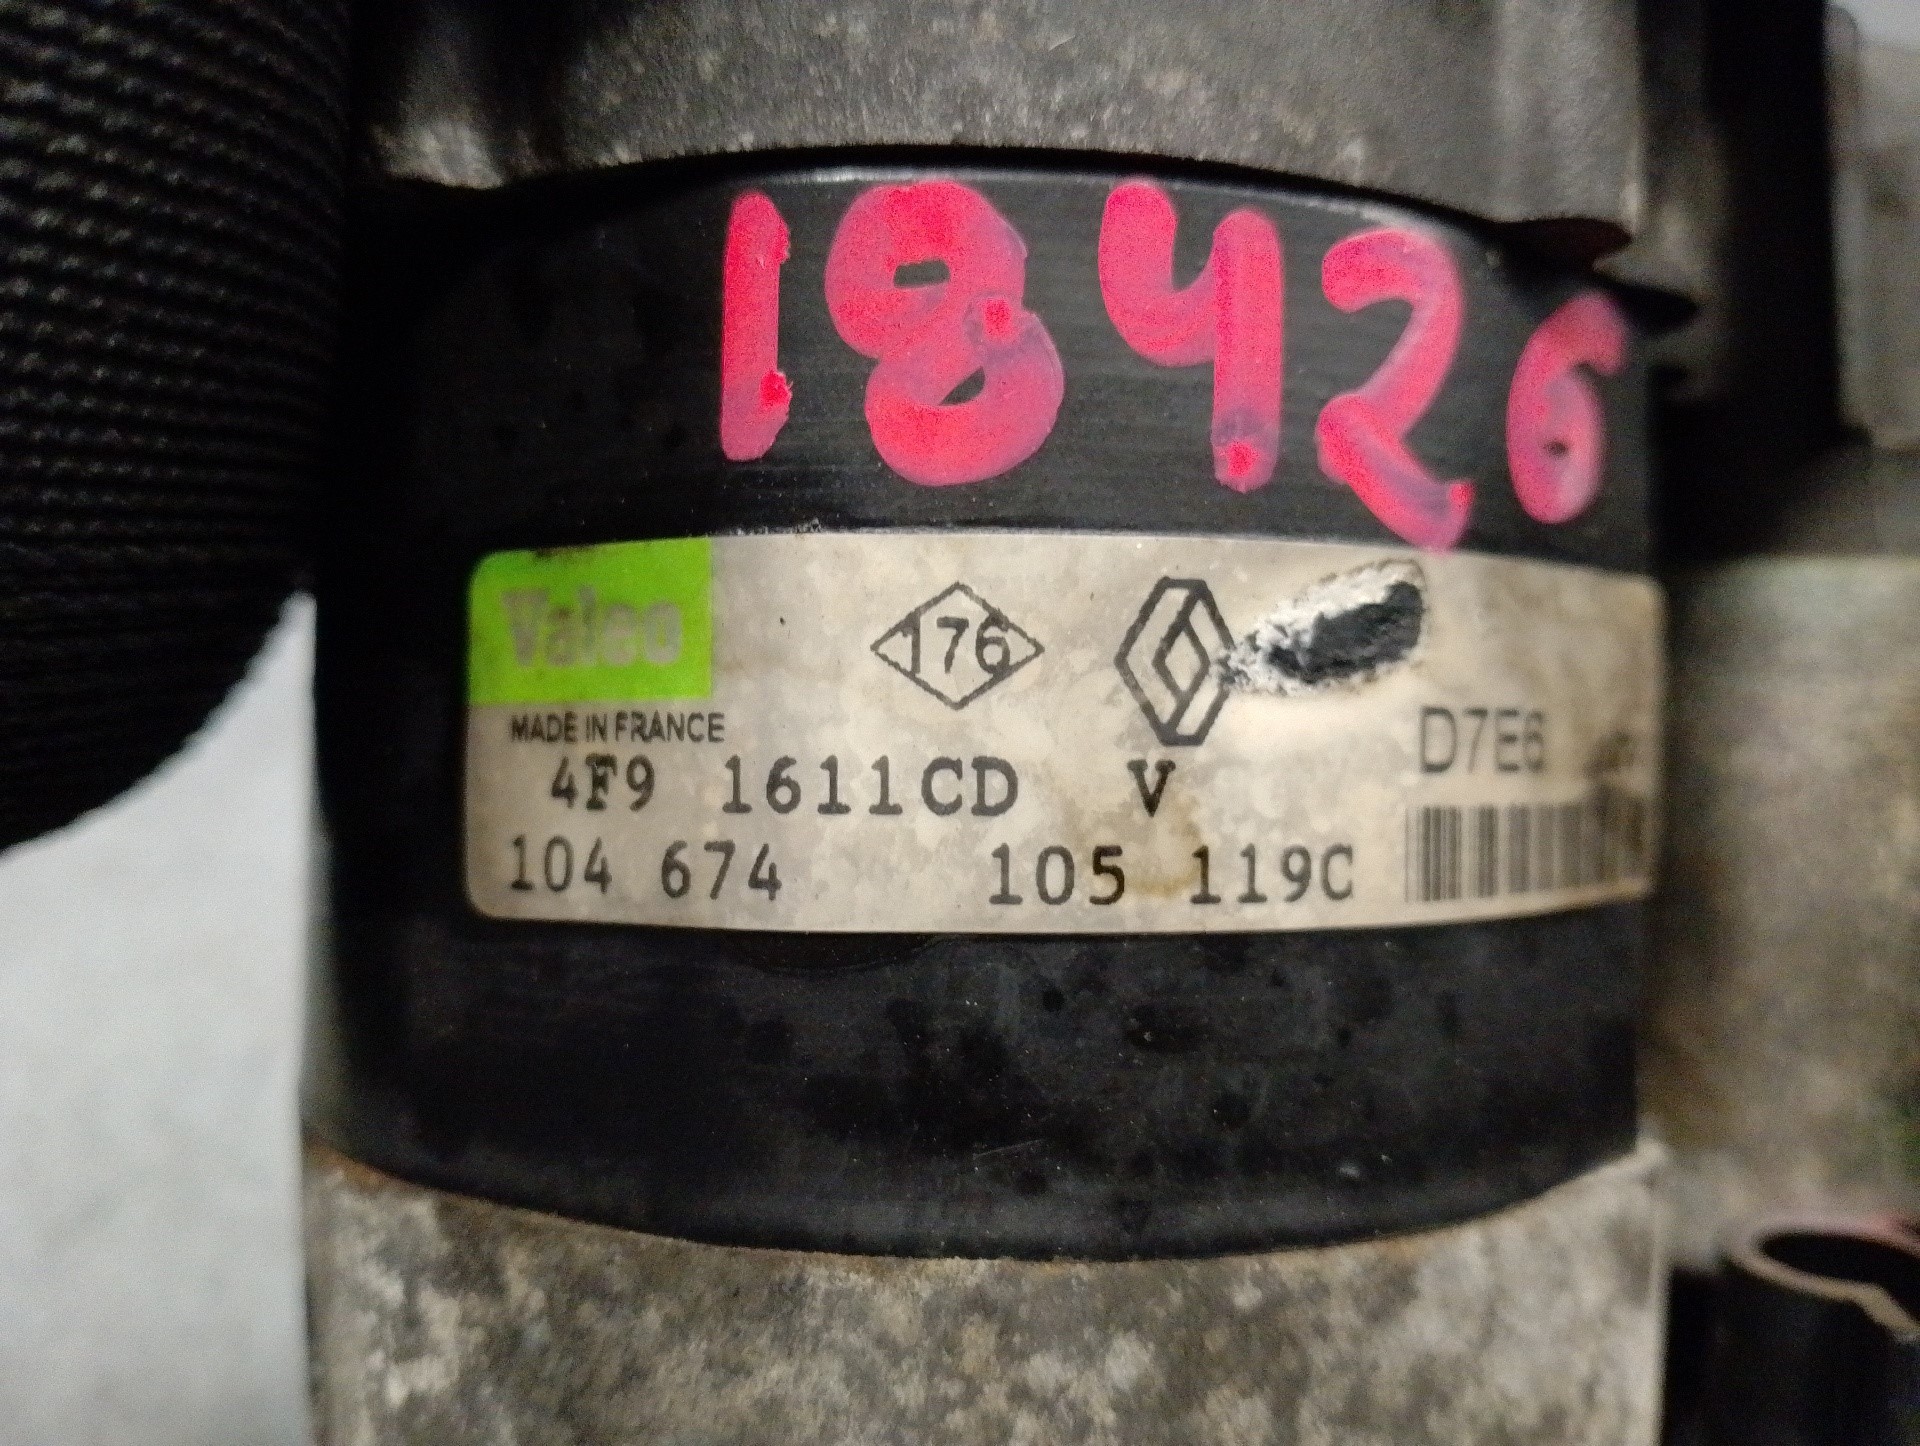 18426
Valeo
176
MADE IN FRANCE
D7E6
4F9 1611CD V
104 674 105 119C